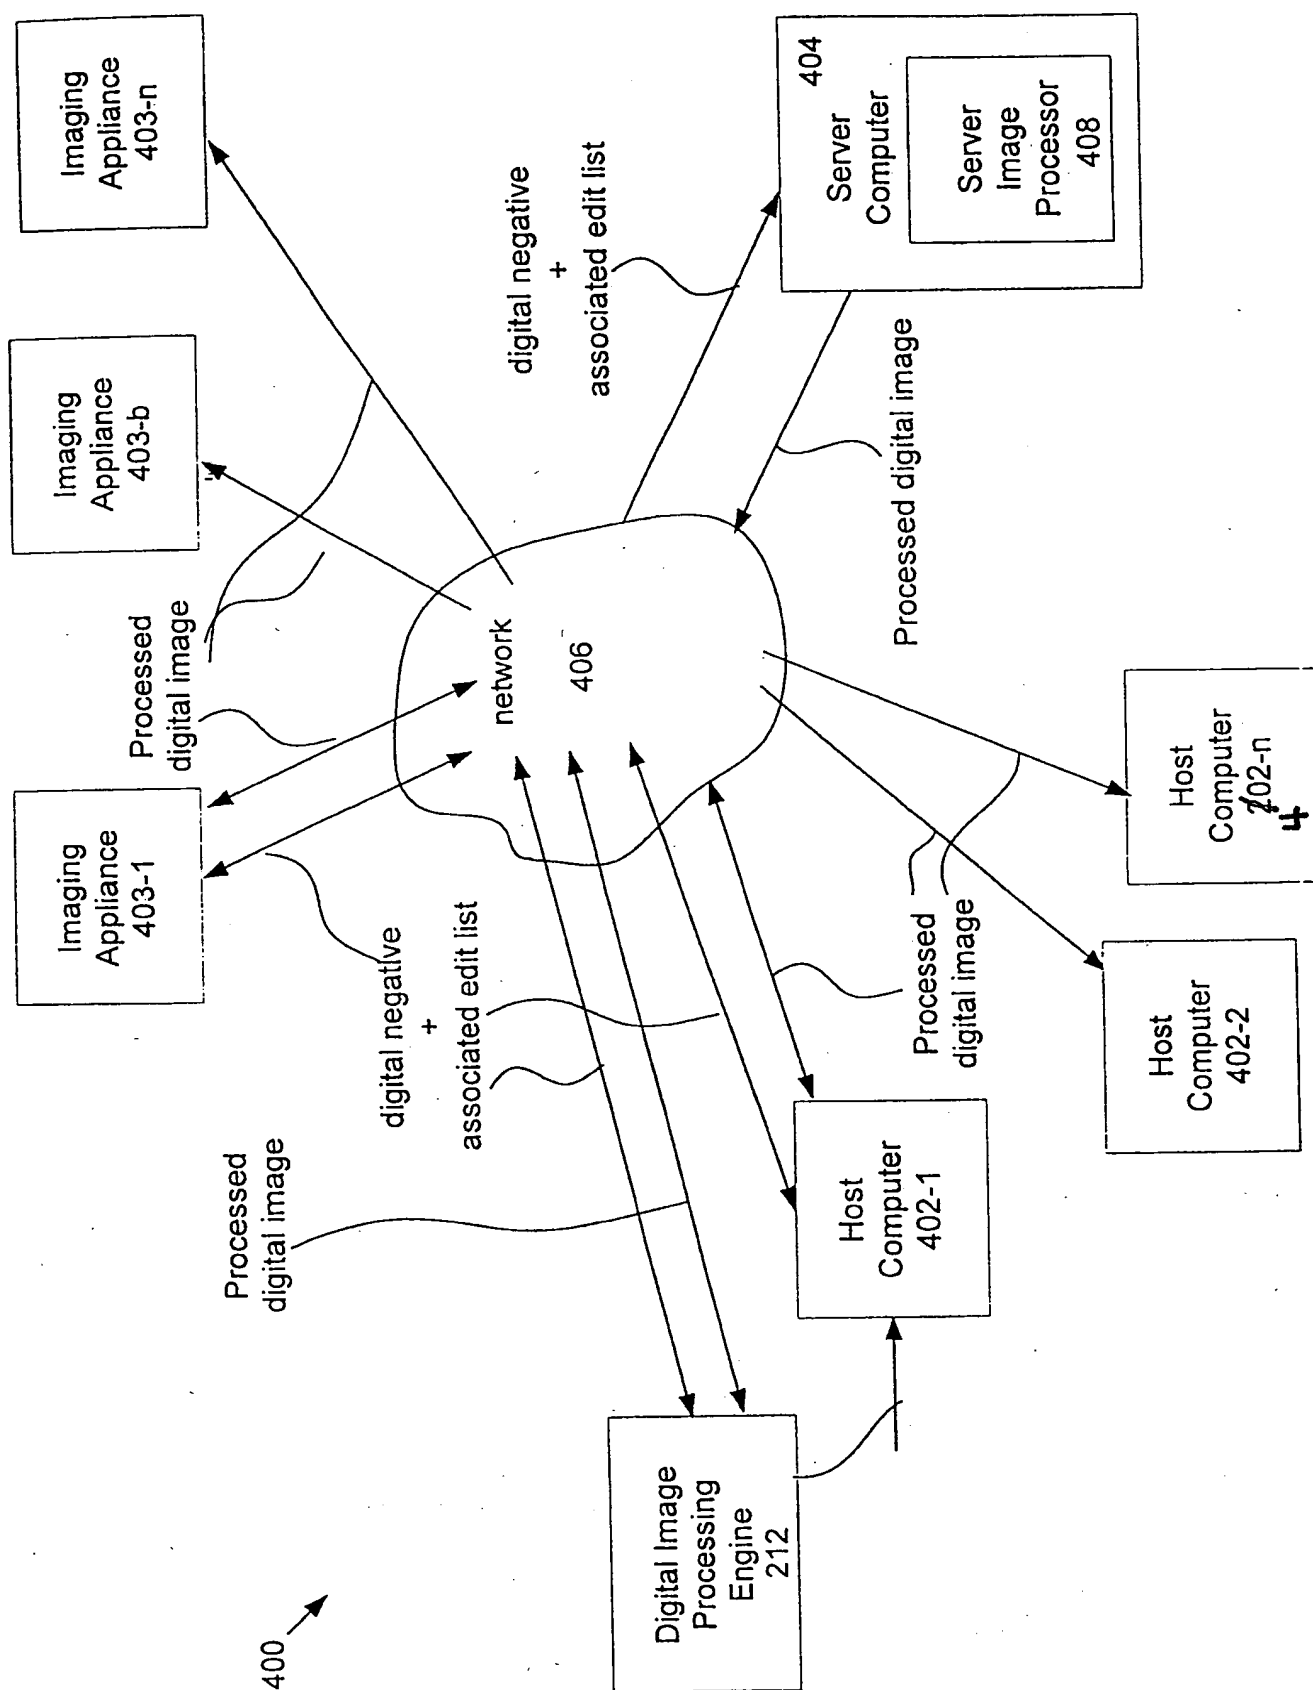 400
Digital Image
Processing
Engine
212
Processed
digital image
digital negative
+
associated edit list
Imaging
Appliance
403-1
Processed
digital image
Imaging
Appliance
403-b
Imaging
Appliance
403-n
network
406
digital negative
+
associated edit list
Server
Computer
404
Server
Image
Processor
408
Processed digital image
Host
Computer
402-1
Processed
digital image
Host
Computer
402-2
Host
Computer
202-n
4